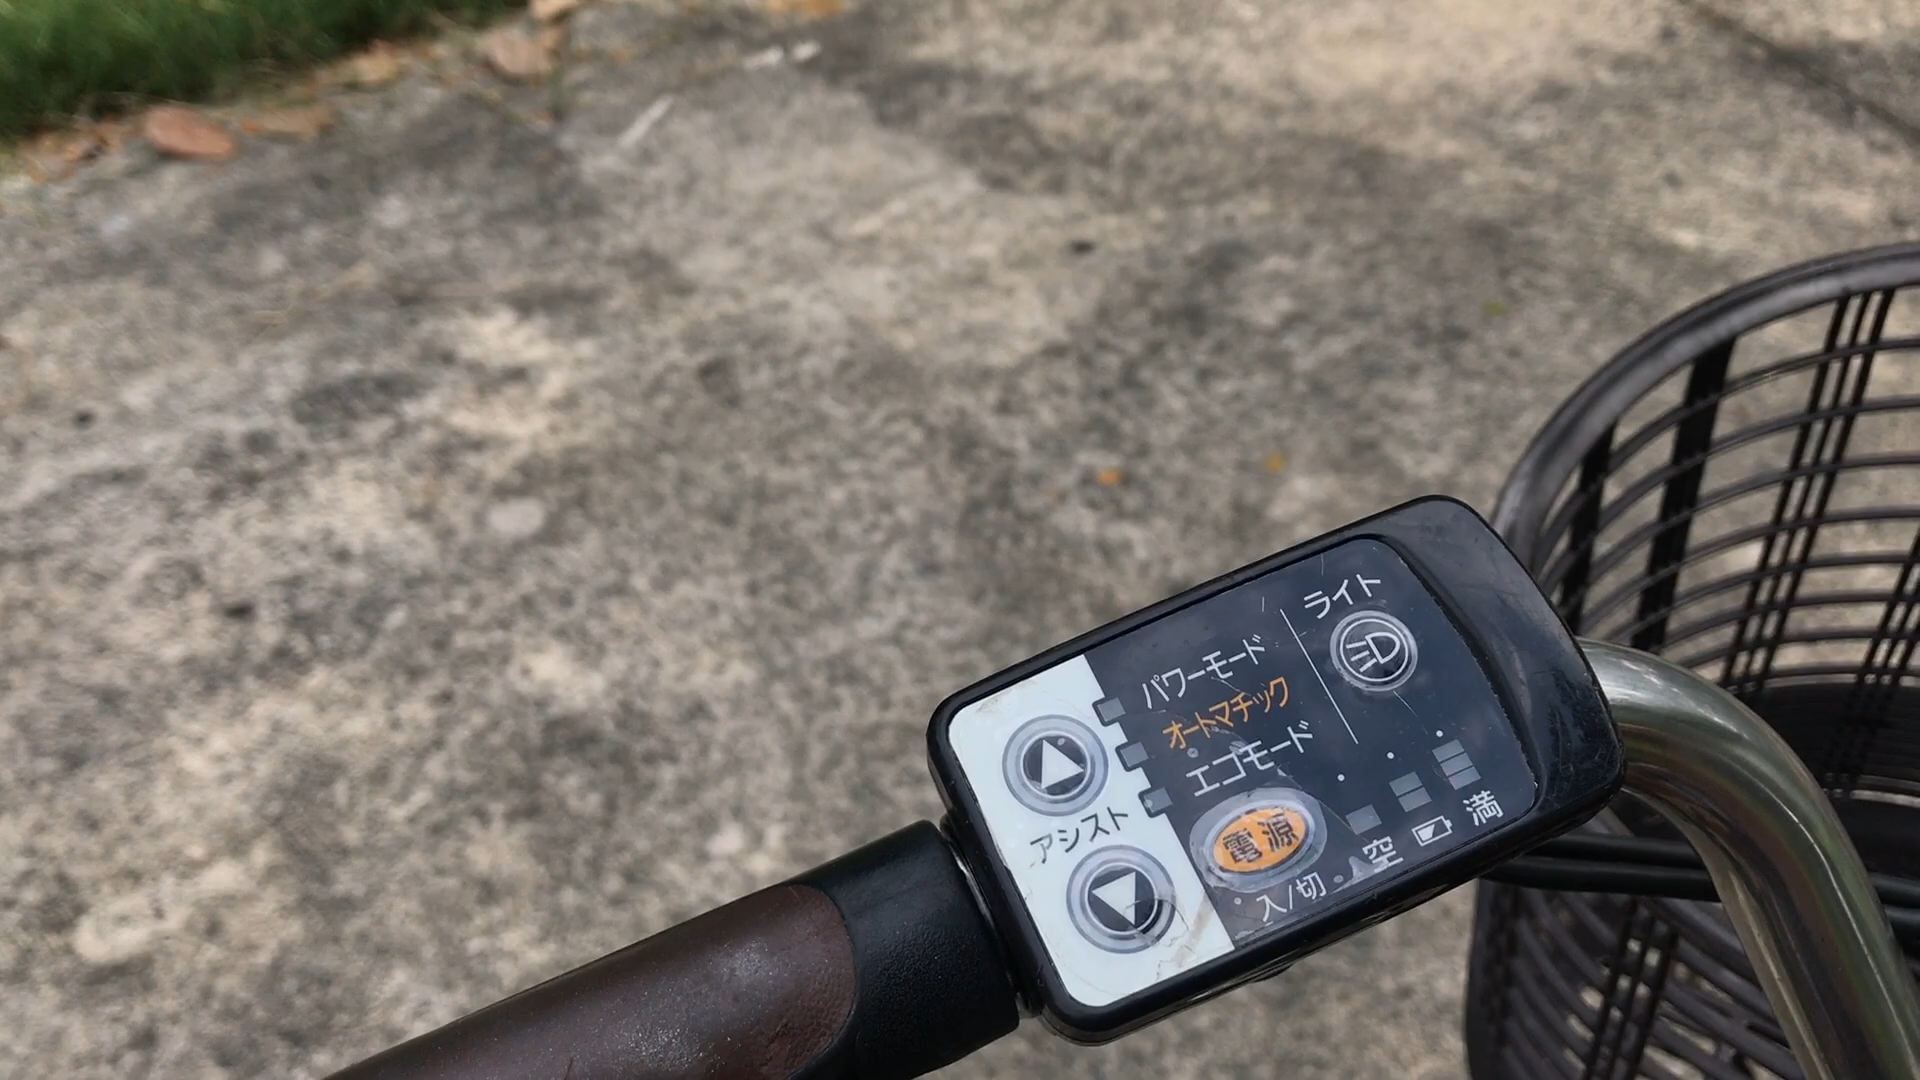 ライト
パワーモード
オートマチック
エコモード
アシスト
電源
入/切
空 満